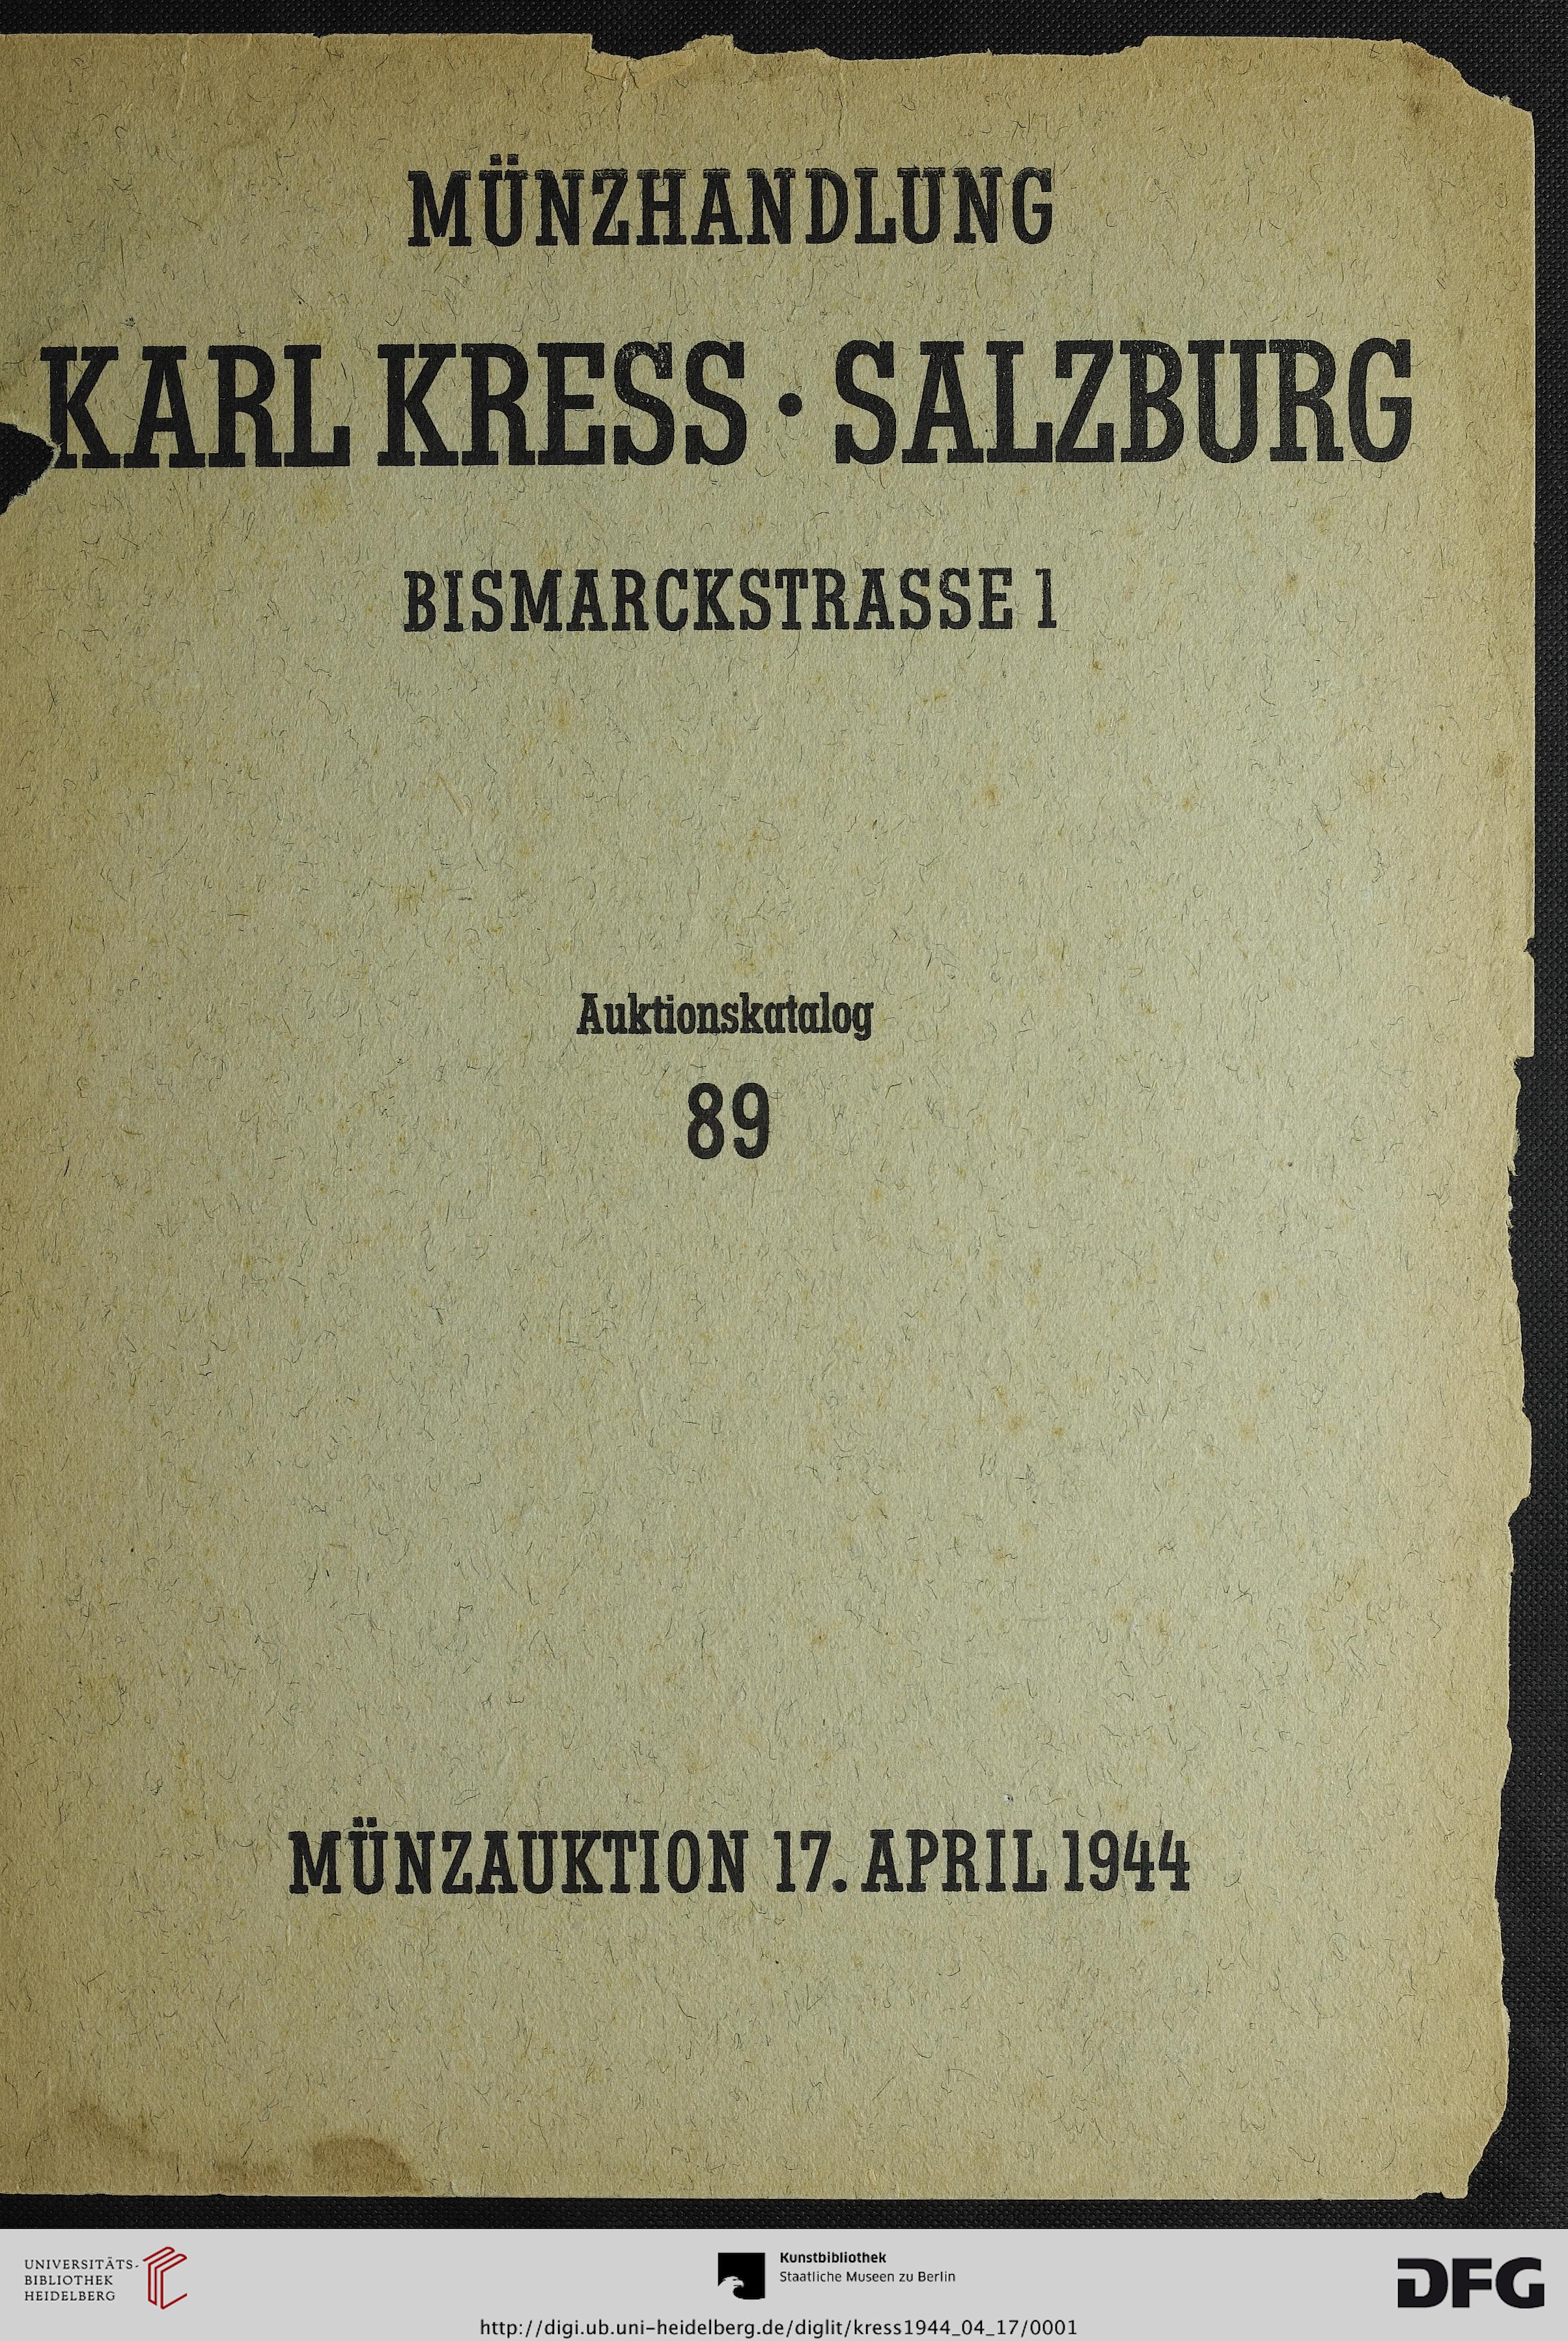 MÜNZHANDLUNG
KARL KRESS · SALZBURG
BISMARCKSTRASSE 1
Auktionskatalog
89
MÜNZAUKTION 17. APRIL 1944
UNIVERSITÄTS-
BIBLIOTHEK
HEIDELBERG
Kunstbibliothek
Staatliche Museen zu Berlin
DFG
http://digi.ub.uni-heidelberg.de/diglit/kress1944_04_17/0001